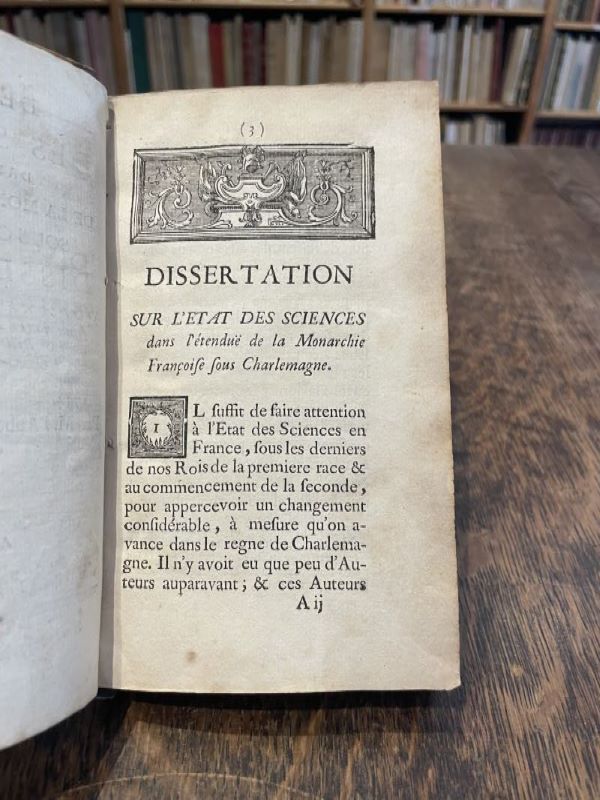 (3)
DISSERTATION
SUR L'ETAT DES SCIENCES
dans l'étenduë de la Monarchie
Françoiſe ſous Charlemagne.
IL ſuffit de faire attention
à l'Etat des Sciences en
France, ſous les derniers
de nos Rois de la premiere race &
au commencement de la ſeconde,
pour appercevoir un changement
conſidérable, à meſure qu'on a-
vance dans le regne de Charlema-
gne. Il n'y avoit eu que peu d'Au-
teurs auparavant; & ces Auteurs
A ij